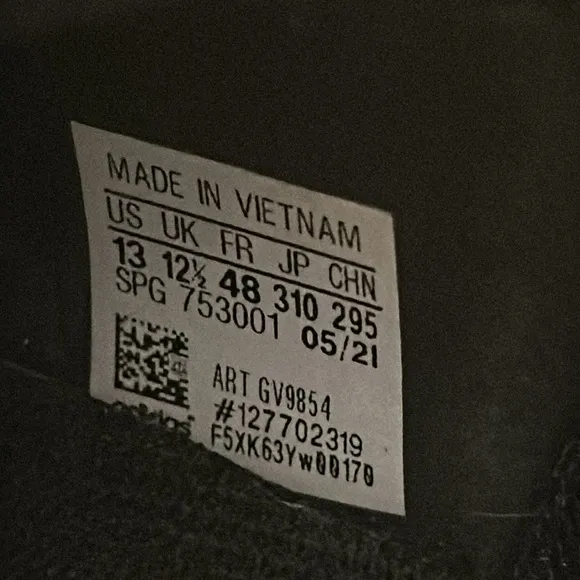 MADE IN VIETNAM
US UK FR JP CHN
13 12½ 48 310 295
SPG 753001 05/21
ART GV9854
#127702319
adidas
F5XK63Yw00170